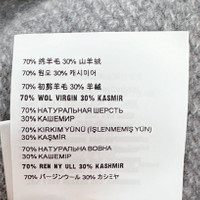 70% 绵羊毛 30% 山羊绒
70% 원모 30% 캐시미어
70% 初剪羊毛 30% 羊絨
70% WOL VIRGIN 30% KASMIR
70% НАТУРАЛЬНАЯ ШЕРСТЬ
30% КАШЕМИР
70% KIRKIM YÜNÜ (İŞLENMEMİŞ YÜN)
30% KAŞMİR
70% НАТУРАЛЬНА ВОВНА
30% КАШЕМІР
70% REN NY ULL 30% KASHMIR
70% バージンウール 30% カシミヤ